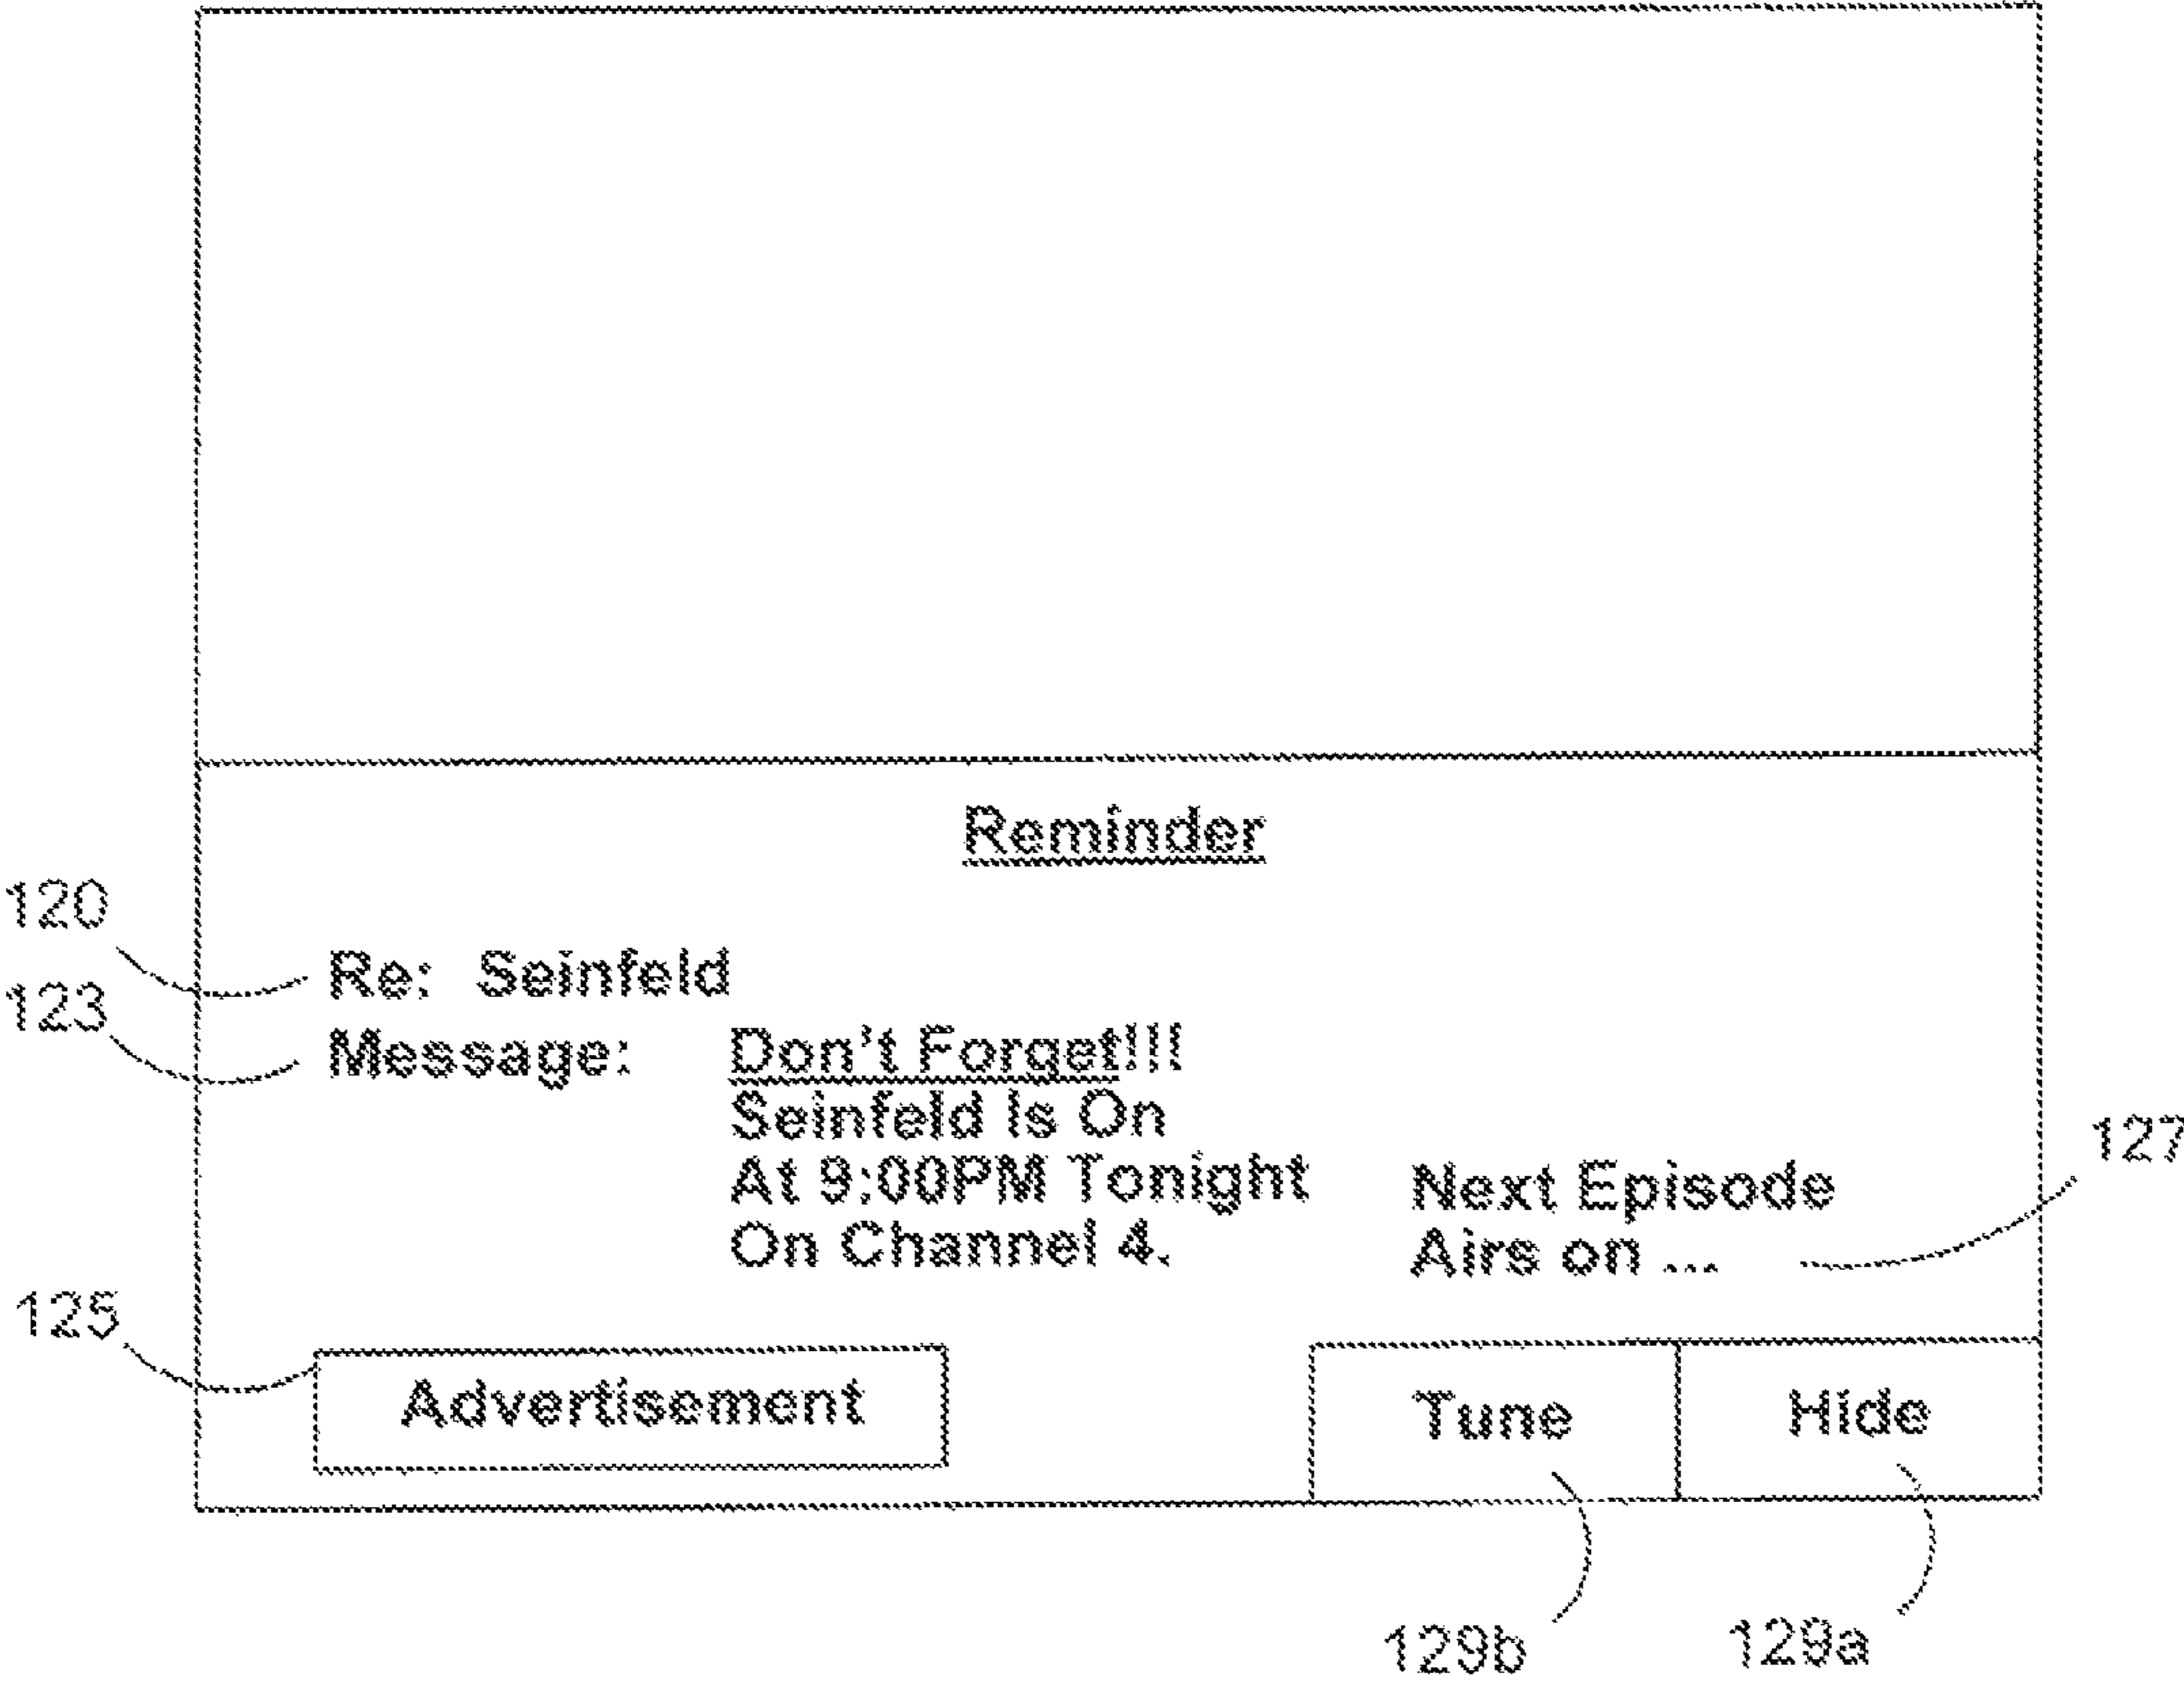 Reminder
120
Re: Seinfeld
123
Message: Don't Forget!!!
Seinfeld Is On
At 9:00PM Tonight
On Channel 4.
Next Episode
Airs on ...
127
125
Advertisement
Tune
Hide
129b
129a